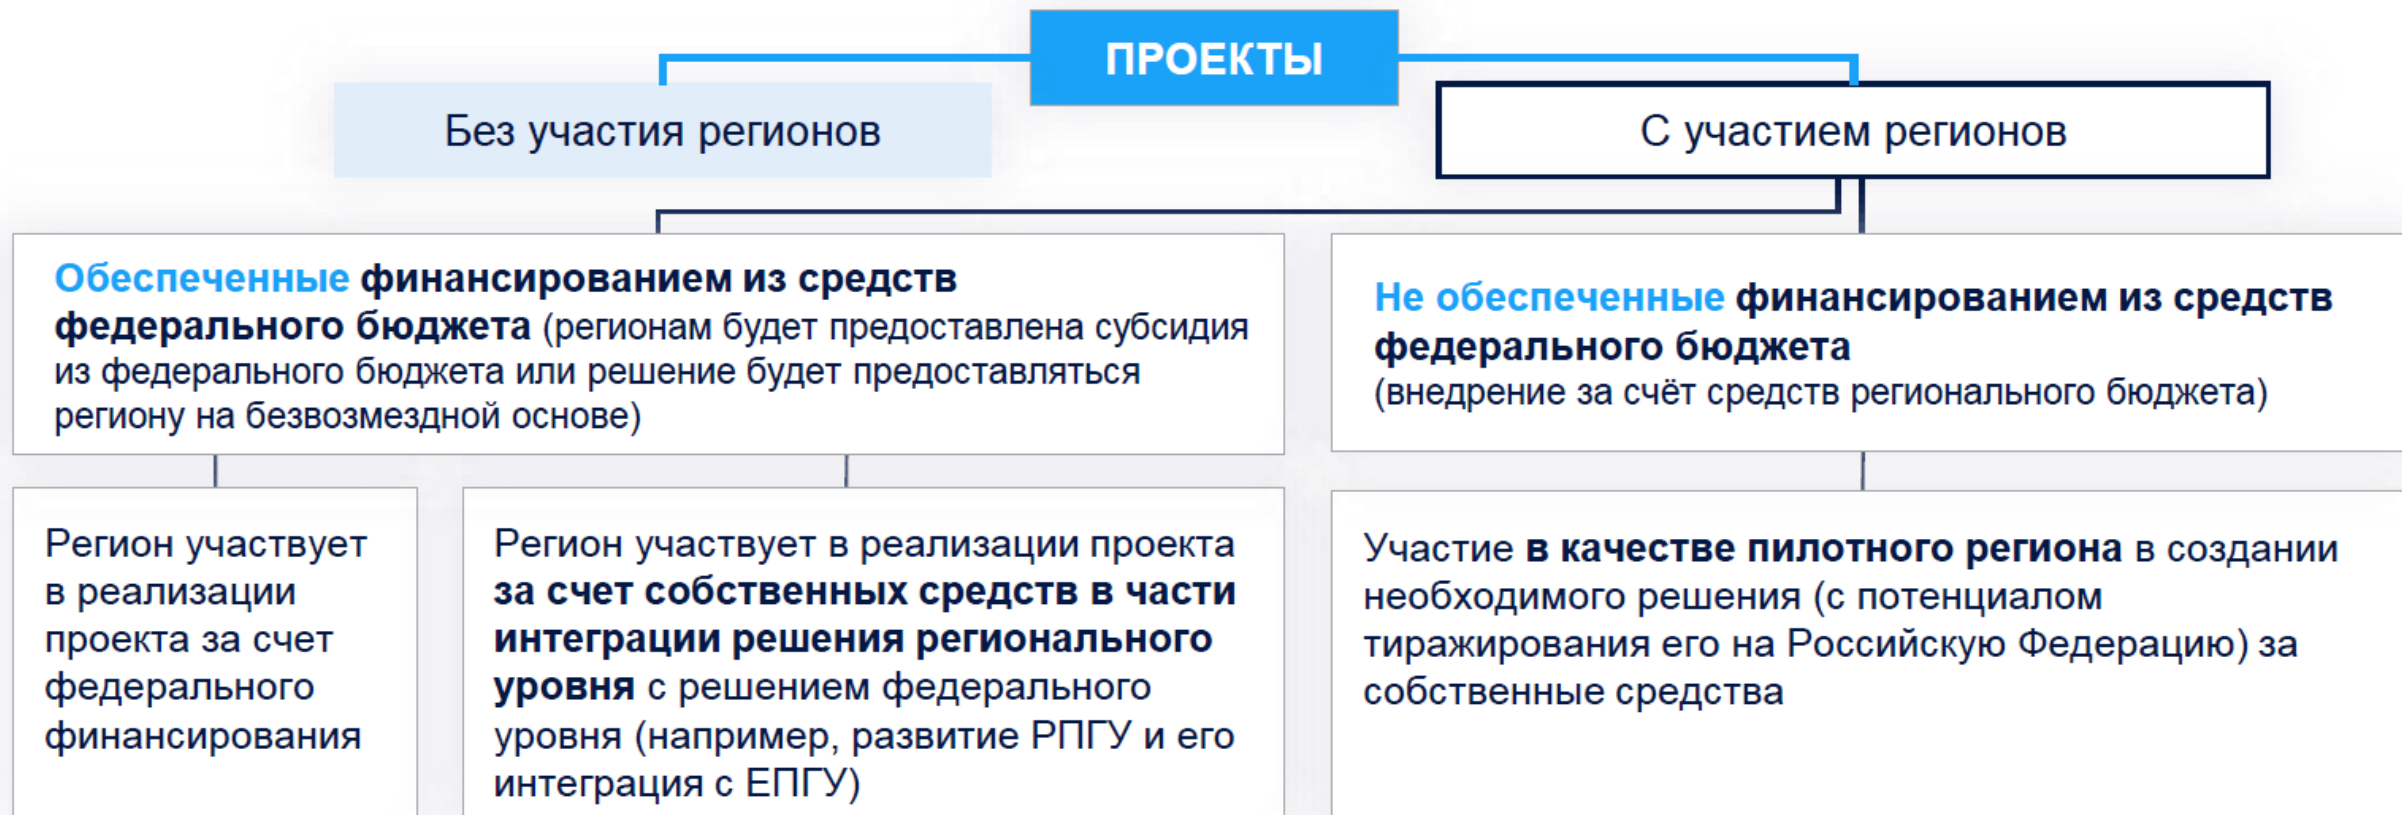 ПРОЕКТЫ
Без участия регионов
С участием регионов
Обеспеченные финансированием из средств
федерального бюджета (регионам будет предоставлена субсидия
из федерального бюджета или решение будет предоставляться
региону на безвозмездной основе)
Не обеспеченные финансированием из средств
федерального бюджета
(внедрение за счёт средств регионального бюджета)
Регион участвует
в реализации
проекта за счет
федерального
финансирования
Регион участвует в реализации проекта
за счет собственных средств в части
интеграции решения регионального
уровня с решением федерального
уровня (например, развитие РПГУ и его
интеграция с ЕПГУ)
Участие в качестве пилотного региона в создании
необходимого решения (с потенциалом
тиражирования его на Российскую Федерацию) за
собственные средства